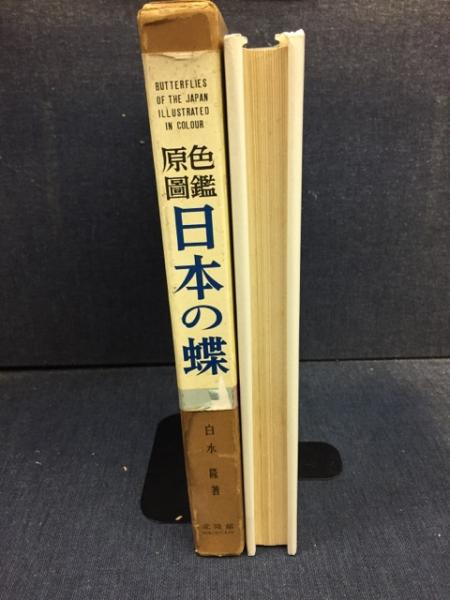 BUTTERFLIES
OF THE JAPAN
ILLUSTRATED
IN COLOUR
原色
圖鑑
日本の蝶
白水隆著
北隆館